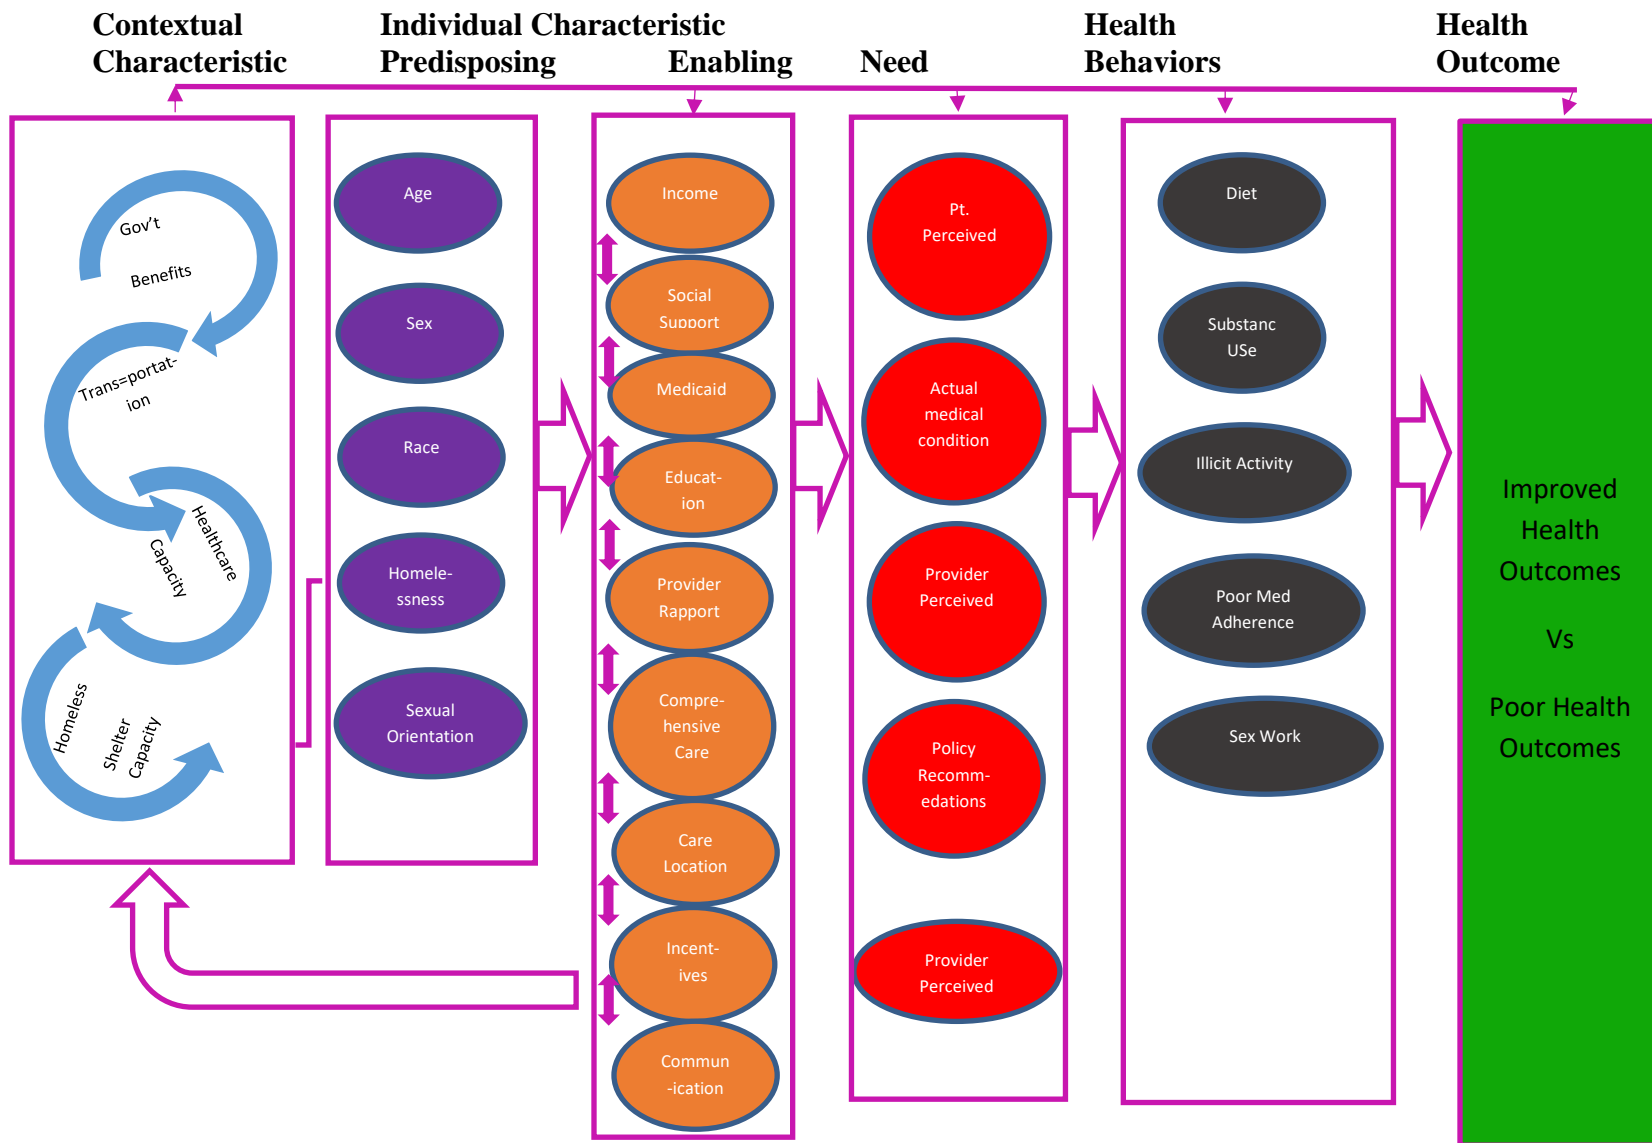 Contextual
Characteristic
Individual Characteristic
Predisposing
Enabling
Need
Health
Behaviors
Health
Outcome
Gov't
Benefits
Trans=portat-
ion
Healthcare
Capacity
Homeless
Shelter
Capacity
Age
Sex
Race
Homele-
ssness
Sexual
Orientation
Income
Social
Support
Medicaid
Educat-
ion
Provider
Rapport
Compre-
hensive
Care
Care
Location
Incent-
ives
Commun
-ication
Pt.
Perceived
Actual
medical
condition
Provider
Perceived
Policy
Recomm-
edations
Provider
Perceived
Diet
Substanc
USe
Illicit Activity
Poor Med
Adherence
Sex Work
Improved
Health
Outcomes
Vs
Poor Health
Outcomes